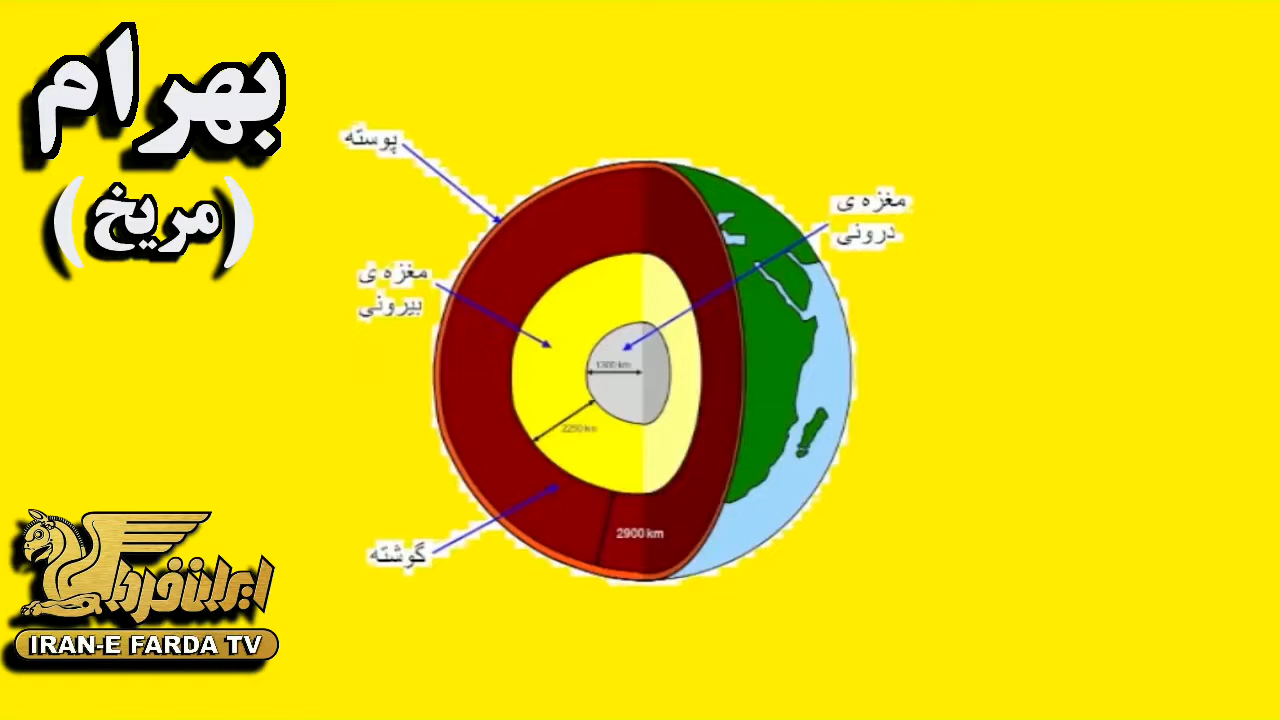 بهرام
(مریخ)
پوسته
مغزه ی
درونی
مغزه ی
بیرونی
1300 km
2250 km
2900 km
گوشته
ایران فردا
IRAN-E FARDA TV